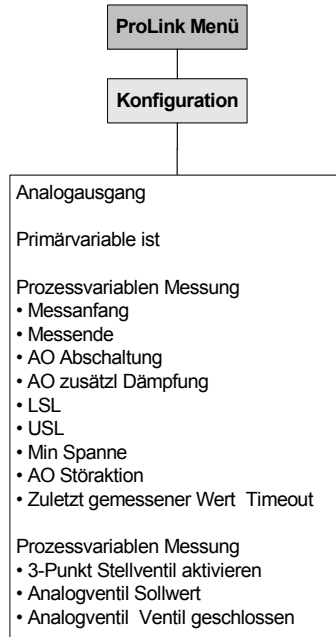 ProLink Menü
Konfiguration
Analogausgang
Primärvariable ist
Prozessvariablen Messung
• Messanfang
• Messende
• AO Abschaltung
• AO zusätzl Dämpfung
• LSL
• USL
• Min Spanne
• AO Störaktion
• Zuletzt gemessener Wert Timeout
Prozessvariablen Messung
• 3-Punkt Stellventil aktivieren
• Analogventil Sollwert
• Analogventil Ventil geschlossen